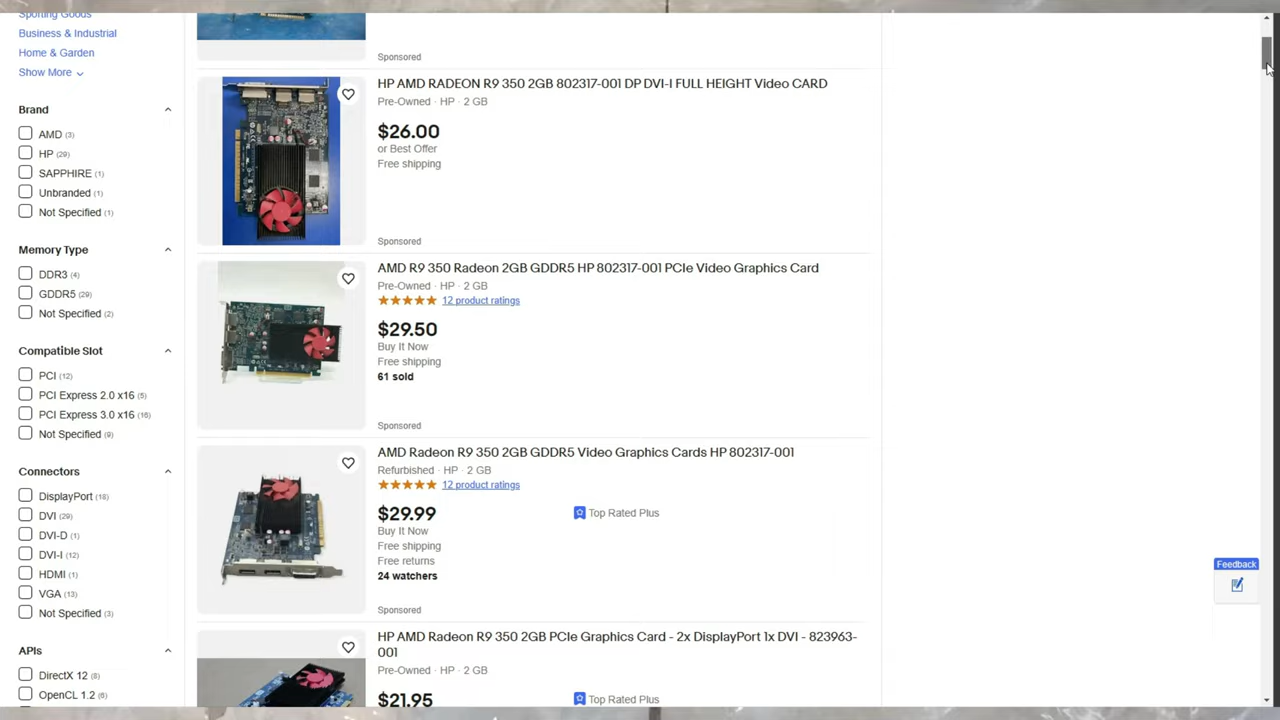 Sporting Goods
Business & Industrial
Home & Garden
Show More
Brand
AMD (3)
HP (29)
SAPPHIRE (1)
Unbranded (1)
Not Specified (1)
Memory Type
DDR3 (4)
GDDR5 (29)
Not Specified (2)
Compatible Slot
PCI (12)
PCI Express 2.0 x16 (5)
PCI Express 3.0 x16 (16)
Not Specified (9)
Connectors
DisplayPort (18)
DVI (29)
DVI-D (1)
DVI-I (12)
HDMI (1)
VGA (13)
Not Specified (3)
APIs
DirectX 12 (8)
OpenCL 1.2 (6)
Sponsored
HP AMD RADEON R9 350 2GB 802317-001 DP DVI-I FULL HEIGHT Video CARD
Pre-Owned · HP · 2 GB
$26.00
or Best Offer
Free shipping
Sponsored
AMD R9 350 Radeon 2GB GDDR5 HP 802317-001 PCIe Video Graphics Card
Pre-Owned · HP · 2 GB
12 product ratings
$29.50
Buy It Now
Free shipping
61 sold
Sponsored
AMD Radeon R9 350 2GB GDDR5 Video Graphics Cards HP 802317-001
Refurbished · HP · 2 GB
12 product ratings
$29.99
Top Rated Plus
Buy It Now
Free shipping
Free returns
24 watchers
Sponsored
HP AMD Radeon R9 350 2GB PCIe Graphics Card - 2x DisplayPort 1x DVI - 823963-
001
Pre-Owned · HP · 2 GB
$21.95
Top Rated Plus
Feedback